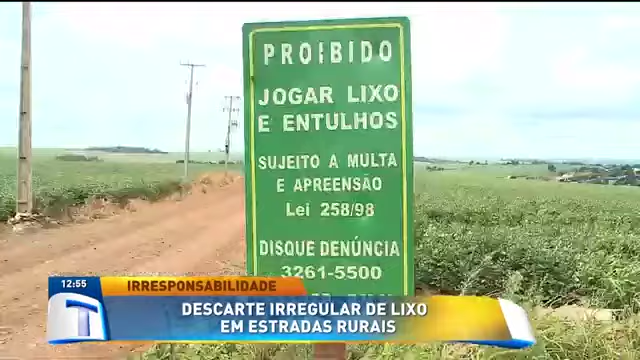 PROIBIDO
JOGAR LIXO
E ENTULHOS
SUJEITO A MULTA
E APREENSÃO
Lei 258/98
DISQUE DENÚNCIA
3261-5500
12:55
IRRESPONSABILIDADE
T
DESCARTE IRREGULAR DE LIXO
EM ESTRADAS RURAIS